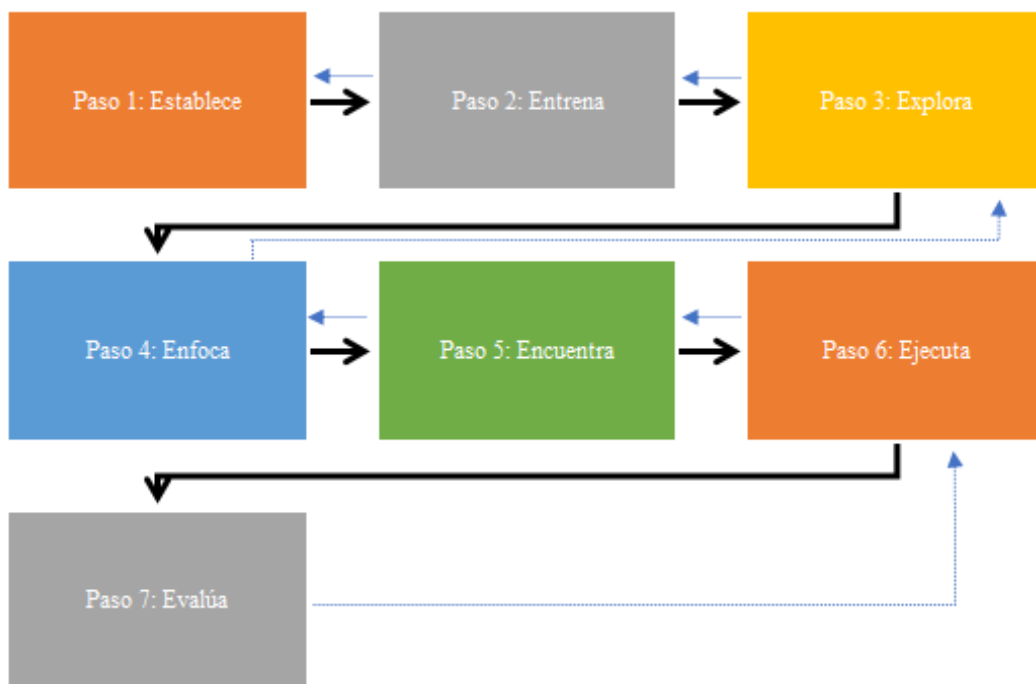 Paso 1: Establece
Paso 2: Entrena
Paso 3: Explora
Paso 4: Enfoca
Paso 5: Encuentra
Paso 6: Ejecuta
Paso 7: Evalúa